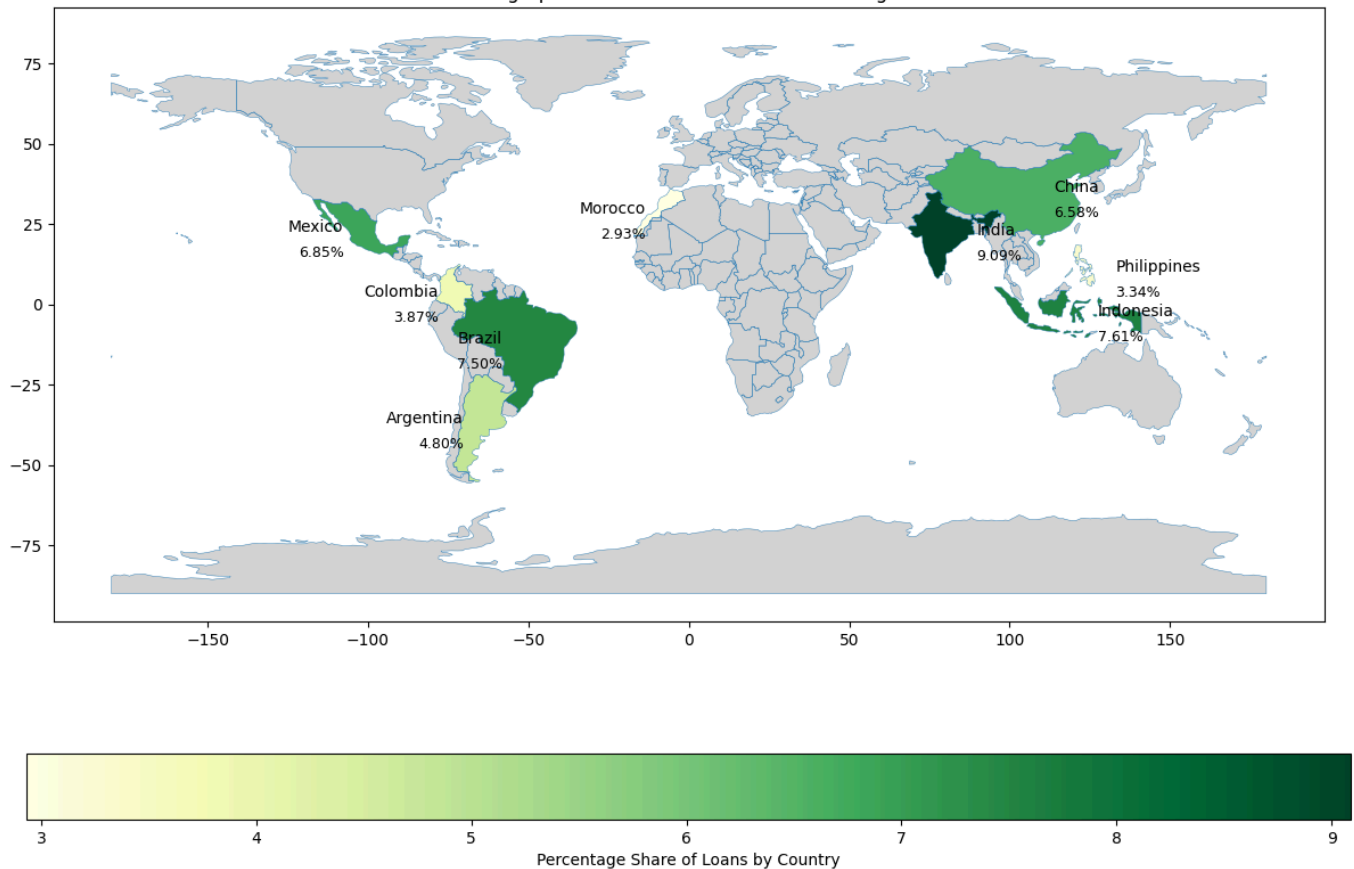 75
50
China
Morocco
6.58%
25
Mexico
2.93%
India
6.85%
9.09%
Philippines
Colombia
3.34%
0
3.87%
Indonesia
Brazil
7.61%
7.50%
−25
Argentina
4.80%
−50
−75
−150 −100 −50 0 50 100 150
3 4 5 6 7 8 9
Percentage Share of Loans by Country